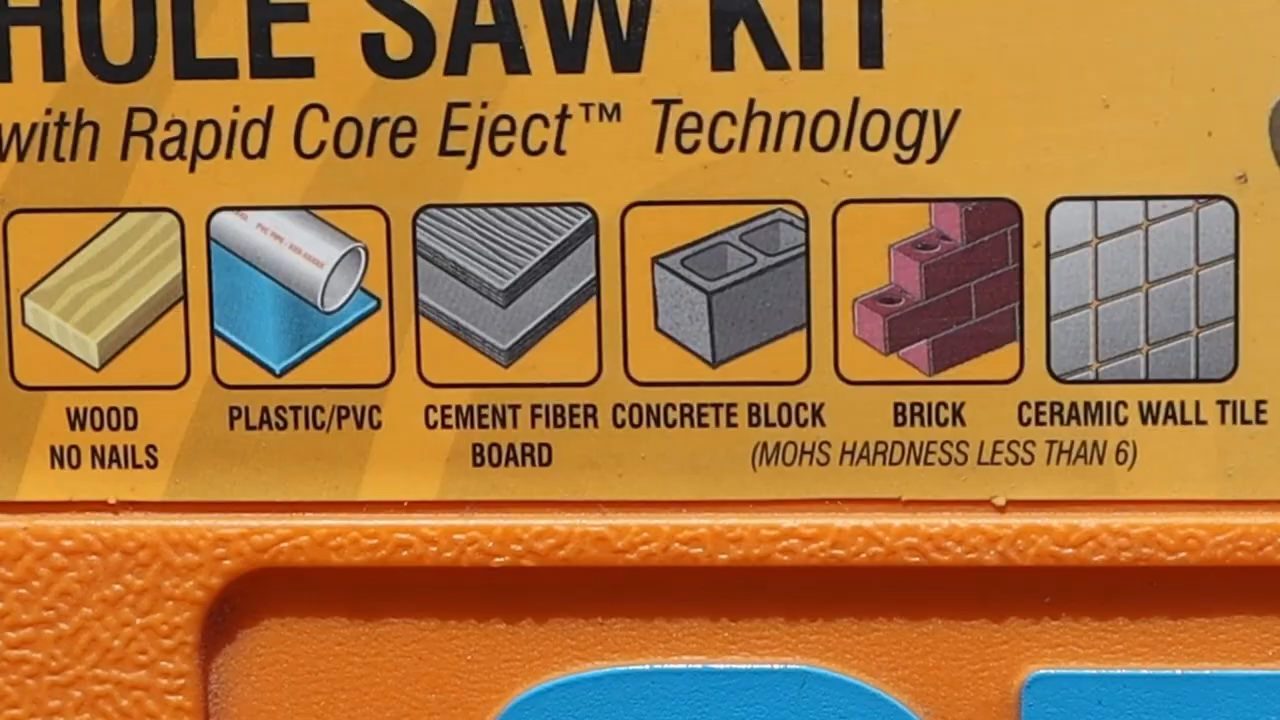 HOLE SAW KIT
with Rapid Core Eject™ Technology
WOOD
NO NAILS
PLASTIC/PVC
CEMENT FIBER
BOARD
CONCRETE BLOCK
BRICK
CERAMIC WALL TILE
(MOHS HARDNESS LESS THAN 6)